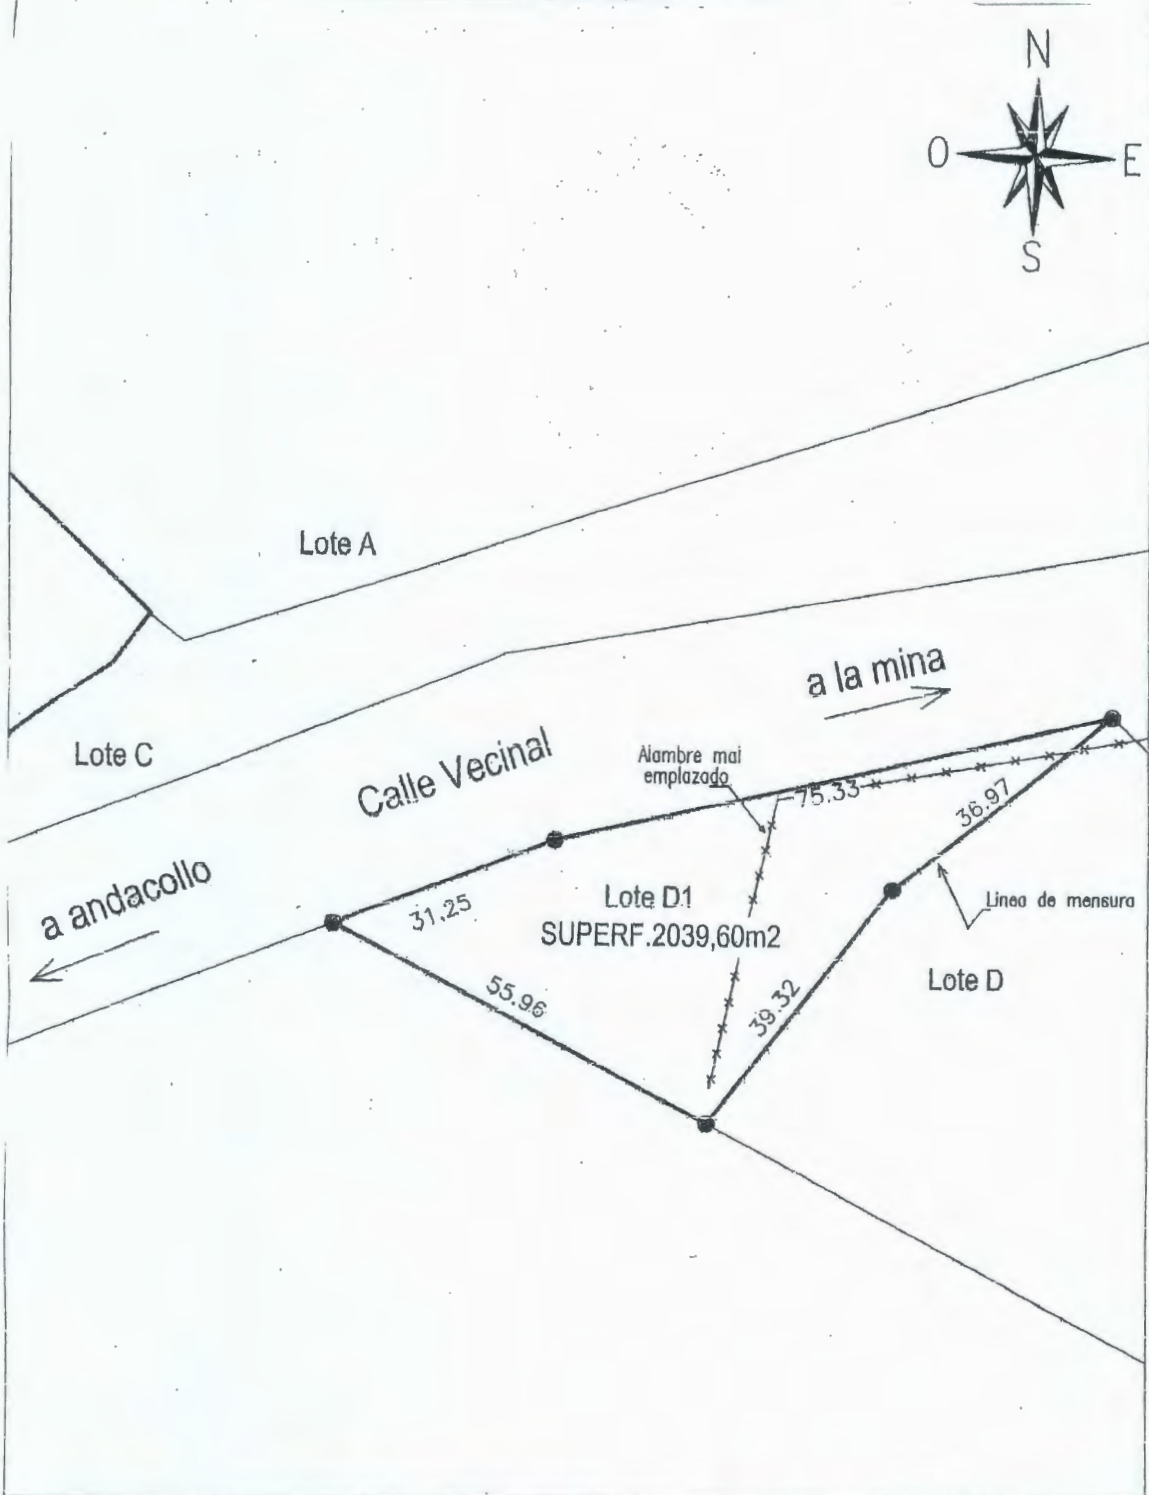 N
O
E
S
Lote A
a la mina
Lote C
Calle Vecinal
Alambre mal
emplazado
75.33
36.97
a andacollo
31.25
Lote D1
SUPERF.2039,60m2
Linea de mensura
Lote D
55.96
39.32